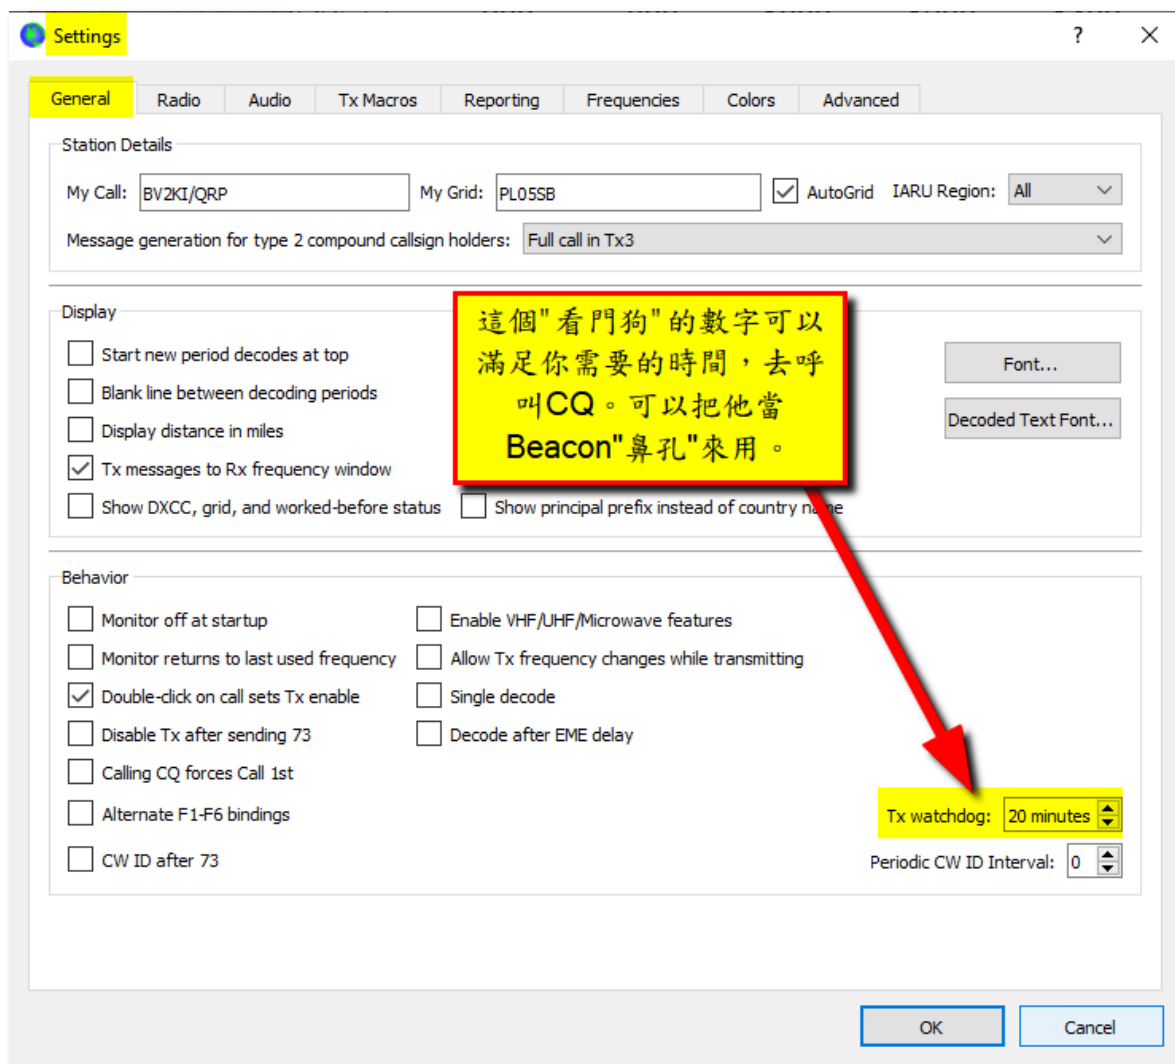 Settings
General Radio Audio Tx Macros Reporting Frequencies Colors Advanced
Station Details
My Call: BV2KI/QRP My Grid: PL05SB AutoGrid IARU Region: All
Message generation for type 2 compound callsign holders: Full call in Tx3
Display
Start new period decodes at top
Blank line between decoding periods
Display distance in miles
Tx messages to Rx frequency window
Show DXCC, grid, and worked-before status Show principal prefix instead of country name
這個"看門狗"的數字可以
滿足你需要的時間，去呼
叫CQ。可以把他當
Beacon"鼻孔"來用。
Font...
Decoded Text Font...
Behavior
Monitor off at startup Enable VHF/UHF/Microwave features
Monitor returns to last used frequency Allow Tx frequency changes while transmitting
Double-click on call sets Tx enable Single decode
Disable Tx after sending 73 Decode after EME delay
Calling CQ forces Call 1st
Alternate F1-F6 bindings Tx watchdog: 20 minutes
CW ID after 73 Periodic CW ID Interval: 0
OK Cancel